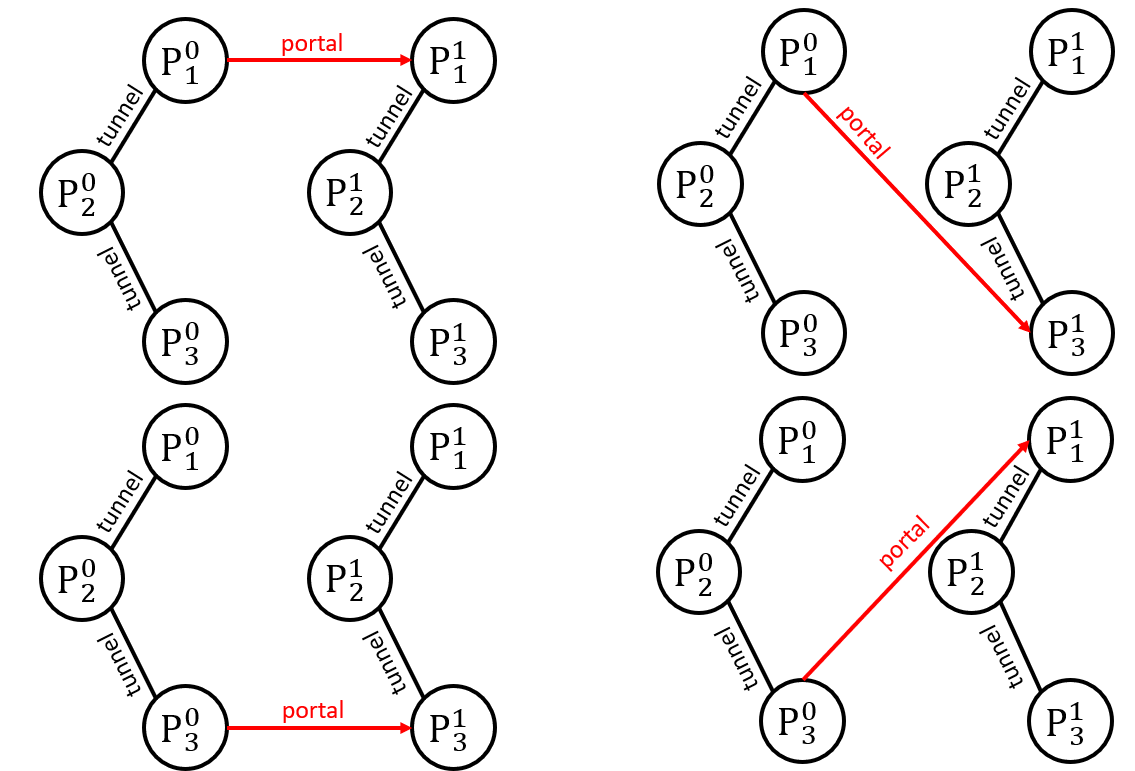 P_1^0 portal P_1^1
tunnel tunnel
P_2^0 P_2^1
tunnel tunnel
P_3^0 P_3^1
P_1^0 P_1^1
portal
tunnel tunnel
P_2^0 P_2^1
tunnel tunnel
P_3^0 P_3^1
P_1^0 P_1^1
tunnel tunnel
P_2^0 P_2^1
tunnel tunnel
P_3^0 portal P_3^1
P_1^0 P_1^1
tunnel tunnel
portal
P_2^0 P_2^1
tunnel tunnel
P_3^0 P_3^1